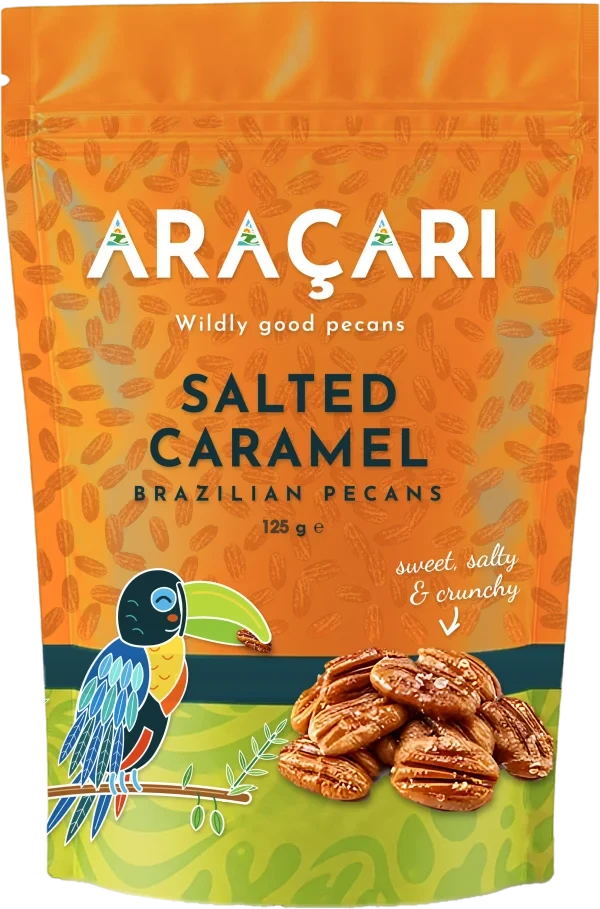 ARAÇARI
Wildly good pecans
SALTED
CARAMEL
BRAZILIAN PECANS
125 g ℮
sweet, salty
& crunchy